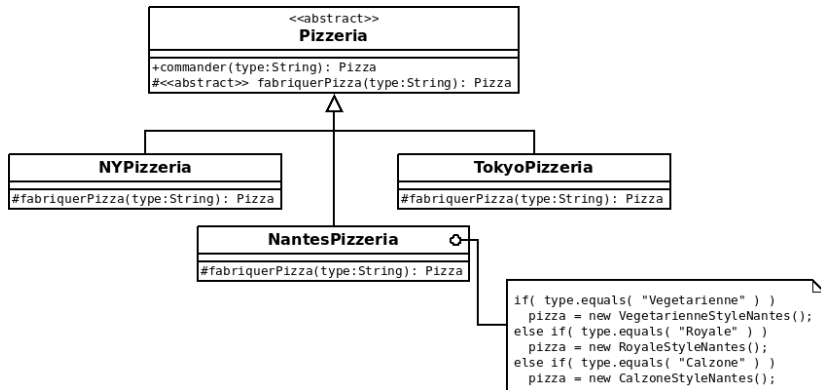 <<abstract>>
Pizzeria
+commander(type:String): Pizza
#<<abstract>> fabriquerPizza(type:String): Pizza
NYPizzeria
#fabriquerPizza(type:String): Pizza
TokyoPizzeria
#fabriquerPizza(type:String): Pizza
NantesPizzeria
#fabriquerPizza(type:String): Pizza
if( type.equals( "Vegetarienne" ) )
pizza = new VegetarienneStyleNantes();
else if( type.equals( "Royale" ) )
pizza = new RoyaleStyleNantes();
else if( type.equals( "Calzone" ) )
pizza = new CalzoneStyleNantes();